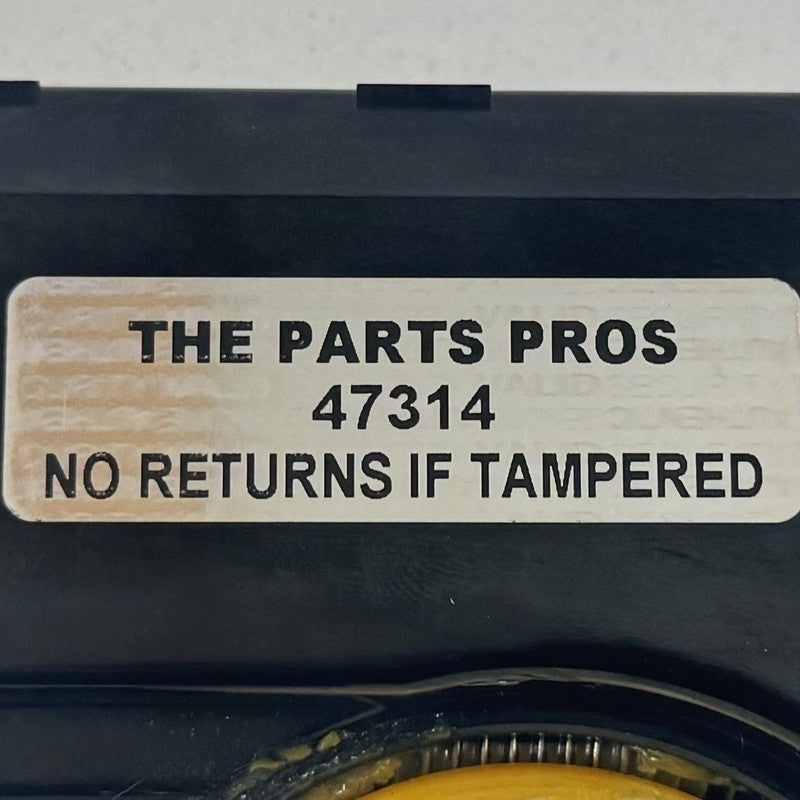 THE PARTS PROS
47314
NO RETURNS IF TAMPERED